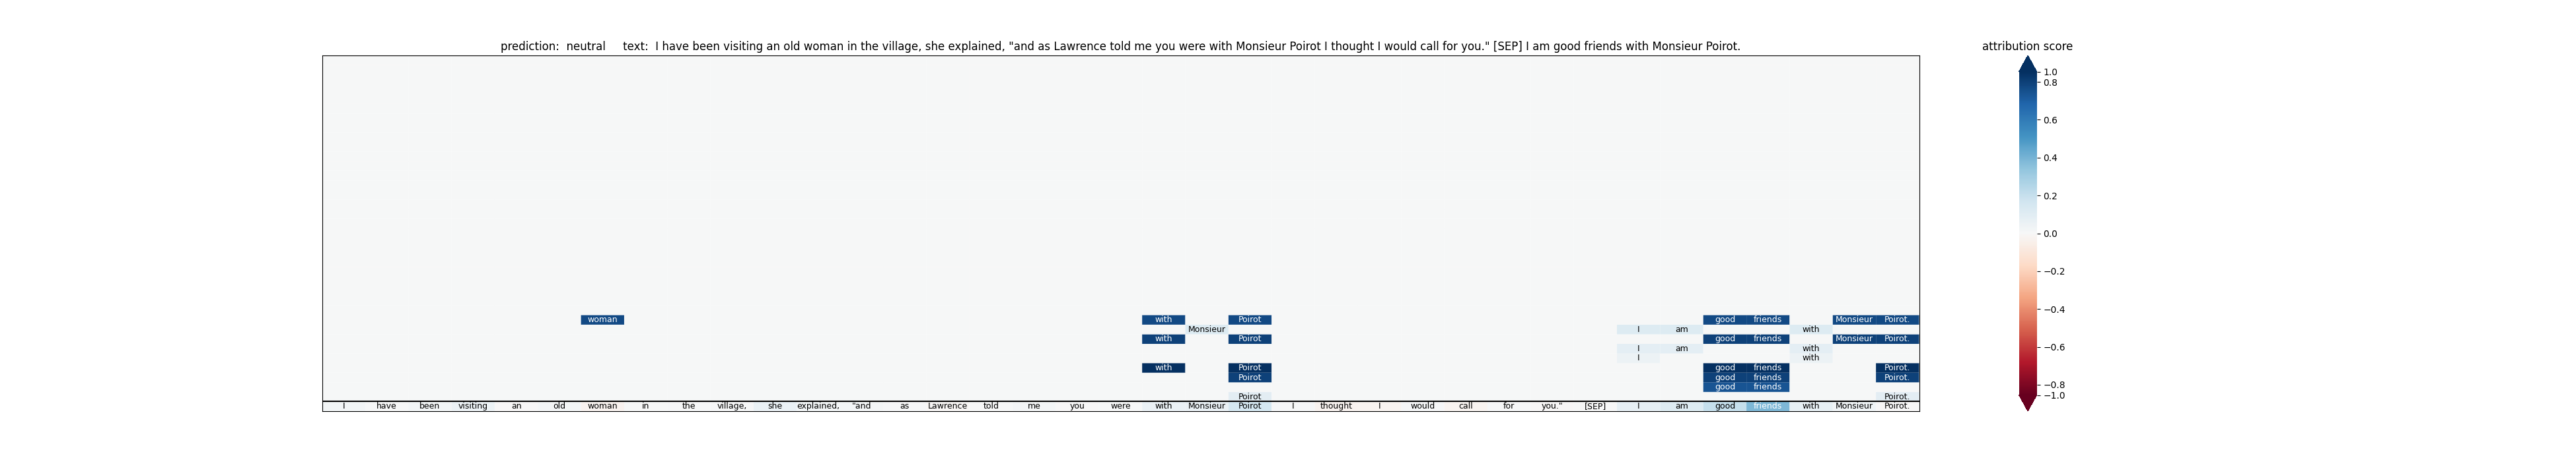 prediction:  neutral     text:  I have been visiting an old woman in the village, she explained, "and as Lawrence told me you were with Monsieur Poirot I thought I would call for you." [SEP] I am good friends with Monsieur Poirot.
attribution score
1.0
0.8
0.6
0.4
0.2
0.0
−0.2
−0.4
−0.6
−0.8
−1.0
woman with Poirot good friends Monsieur Poirot.
Monsieur I am with
with Poirot good friends Monsieur Poirot.
I am with
I with
with Poirot good friends Poirot.
Poirot good friends Poirot.
good friends
Poirot Poirot.
I have been visiting an old woman in the village, she explained, "and as Lawrence told me you were with Monsieur Poirot I thought I would call for you." [SEP] I am good friends with Monsieur Poirot.